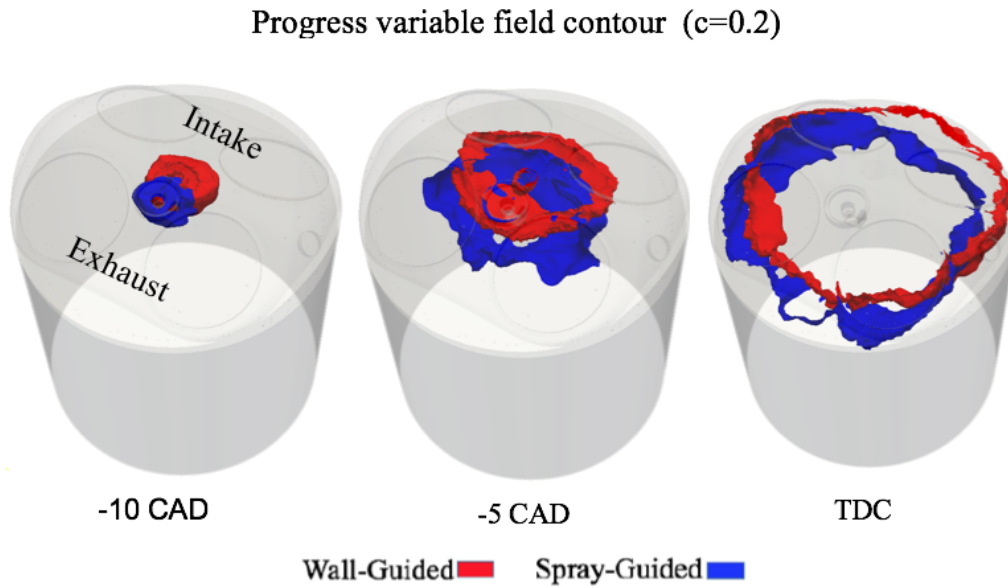 Progress variable field contour (c=0.2)
Intake
Exhaust
-10 CAD
-5 CAD
TDC
Wall-Guided
Spray-Guided